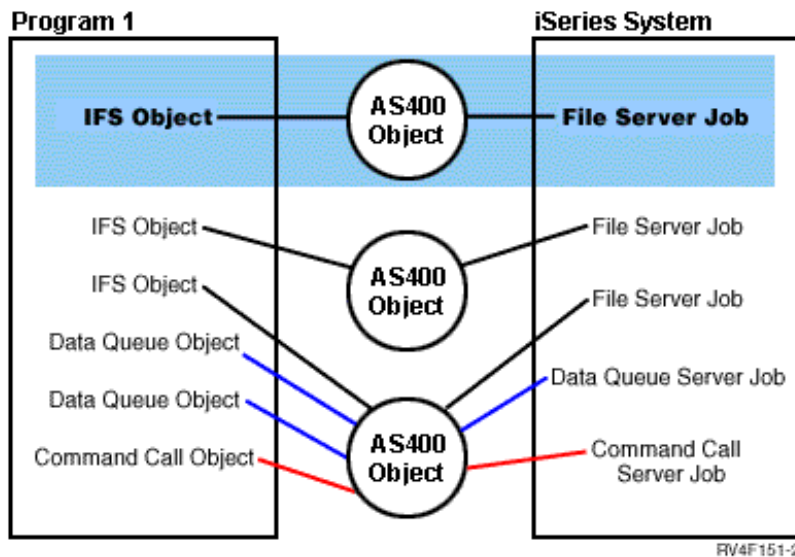 Program 1
iSeries System
IFS Object
AS400
Object
File Server Job
IFS Object
AS400
Object
File Server Job
IFS Object
File Server Job
Data Queue Object
Data Queue Server Job
Data Queue Object
AS400
Object
Command Call Object
Command Call
Server Job
RV4F151-2